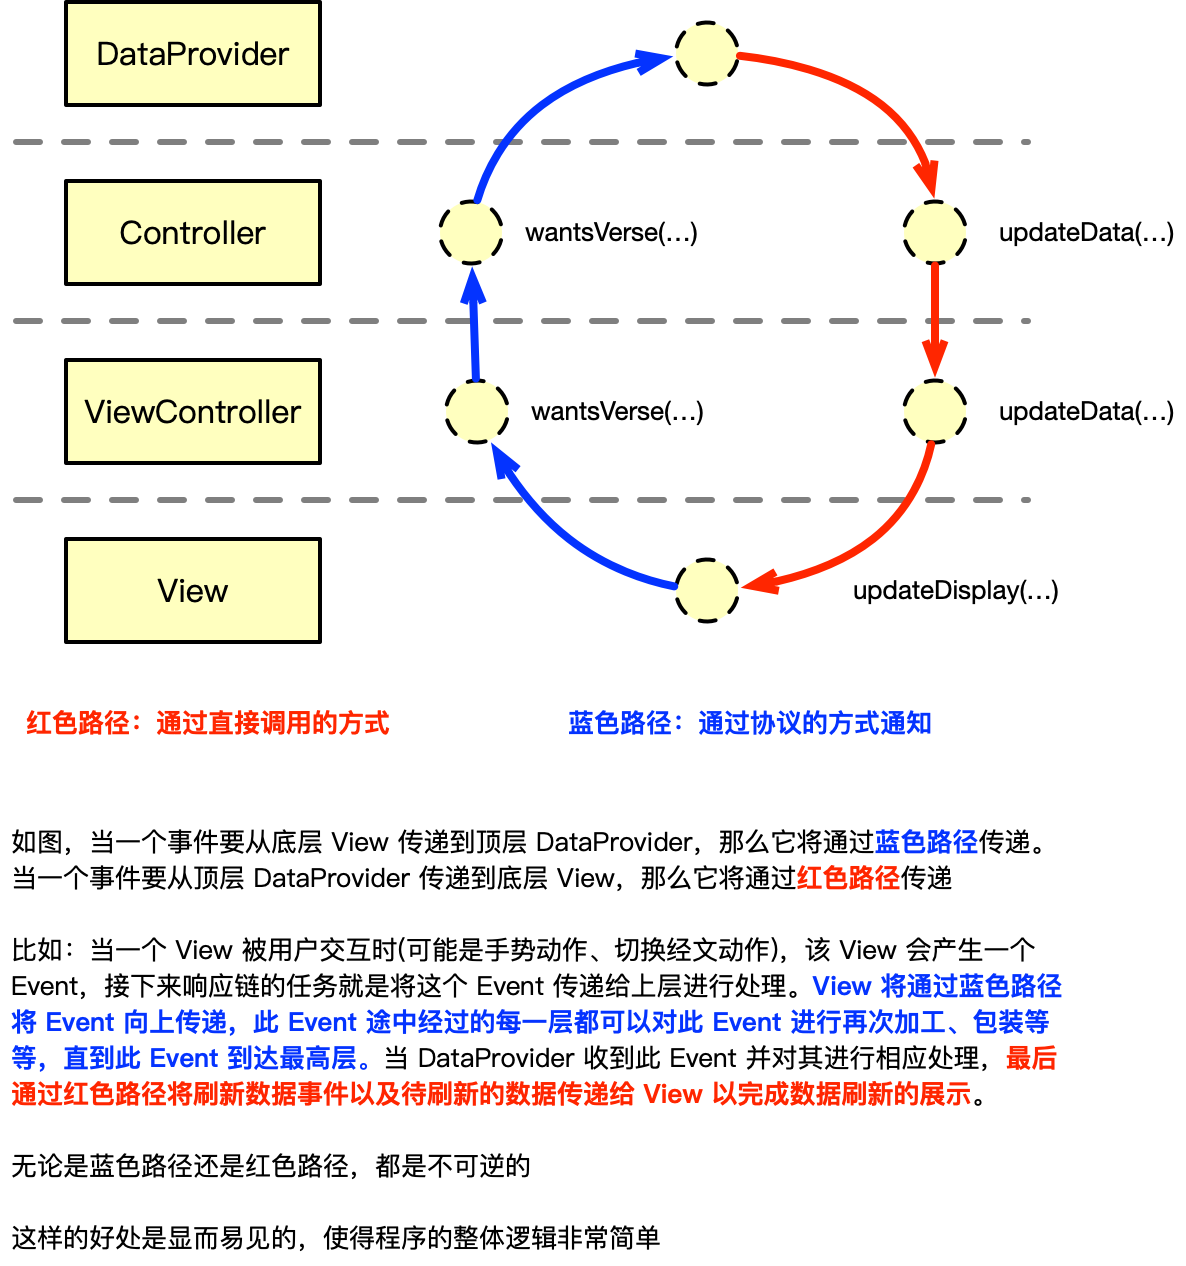 DataProvider
Controller
wantsVerse(...)
updateData(...)
ViewController
wantsVerse(...)
updateData(...)
View
updateDisplay(...)
红色路径：通过直接调用的方式
蓝色路径：通过协议的方式通知
如图，当一个事件要从底层 View 传递到顶层 DataProvider，那么它将通过蓝色路径传递。
当一个事件要从顶层 DataProvider 传递到底层 View，那么它将通过红色路径传递
比如：当一个 View 被用户交互时(可能是手势动作、切换经文动作)，该 View 会产生一个
Event，接下来响应链的任务就是将这个 Event 传递给上层进行处理。View 将通过蓝色路径
将 Event 向上传递，此 Event 途中经过的每一层都可以对此 Event 进行再次加工、包装等
等，直到此 Event 到达最高层。当 DataProvider 收到此 Event 并对其进行相应处理，最后
通过红色路径将刷新数据事件以及待刷新的数据传递给 View 以完成数据刷新的展示。
无论是蓝色路径还是红色路径，都是不可逆的
这样的好处是显而易见的，使得程序的整体逻辑非常简单